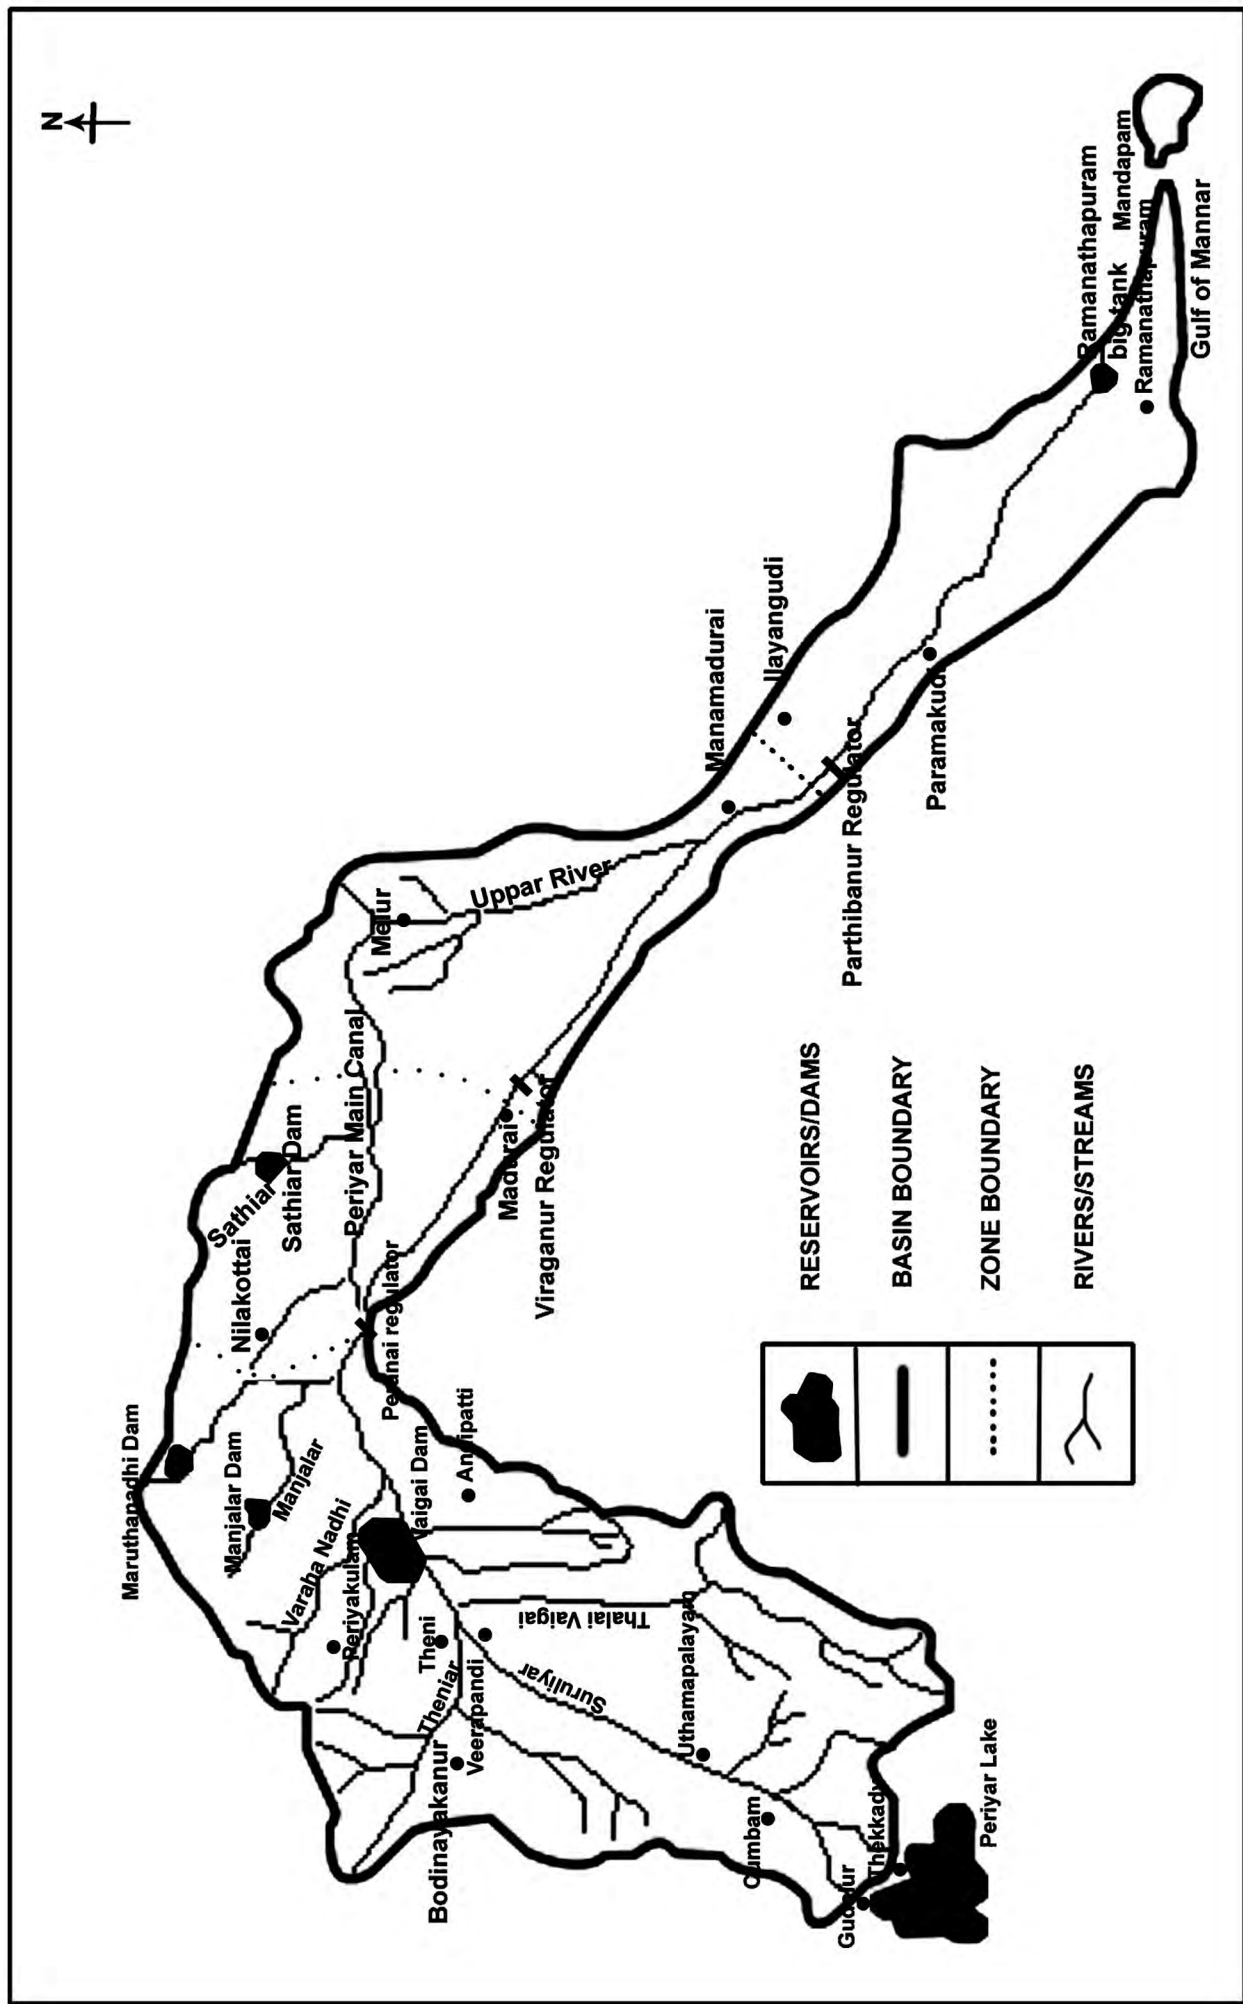 N
Maruthanadhi Dam
Manjalar Dam
Manjalar
Varaha Nadhi
Periyakulam
Vaigai Dam
Andipatti
Theni
Theniar
Veerapandi
Bodinayakanur
Thalai Vaigai
Suruliyar
Uthamapalayam
Cumbam
Gudalur
Thekkady
Periyar Lake
Nilakottai
Sathiar
Sathiar Dam
Peranai regulator
Periyar Main Canal
Madurai
Viraganur Regulator
Melur
Uppar River
Manamadurai
Ilayangudi
Parthibanur Regulator
Paramakudi
Ramanathapuram
big tank
Ramanathapuram
Mandapam
Gulf of Mannar
RESERVOIRS/DAMS
BASIN BOUNDARY
ZONE BOUNDARY
RIVERS/STREAMS